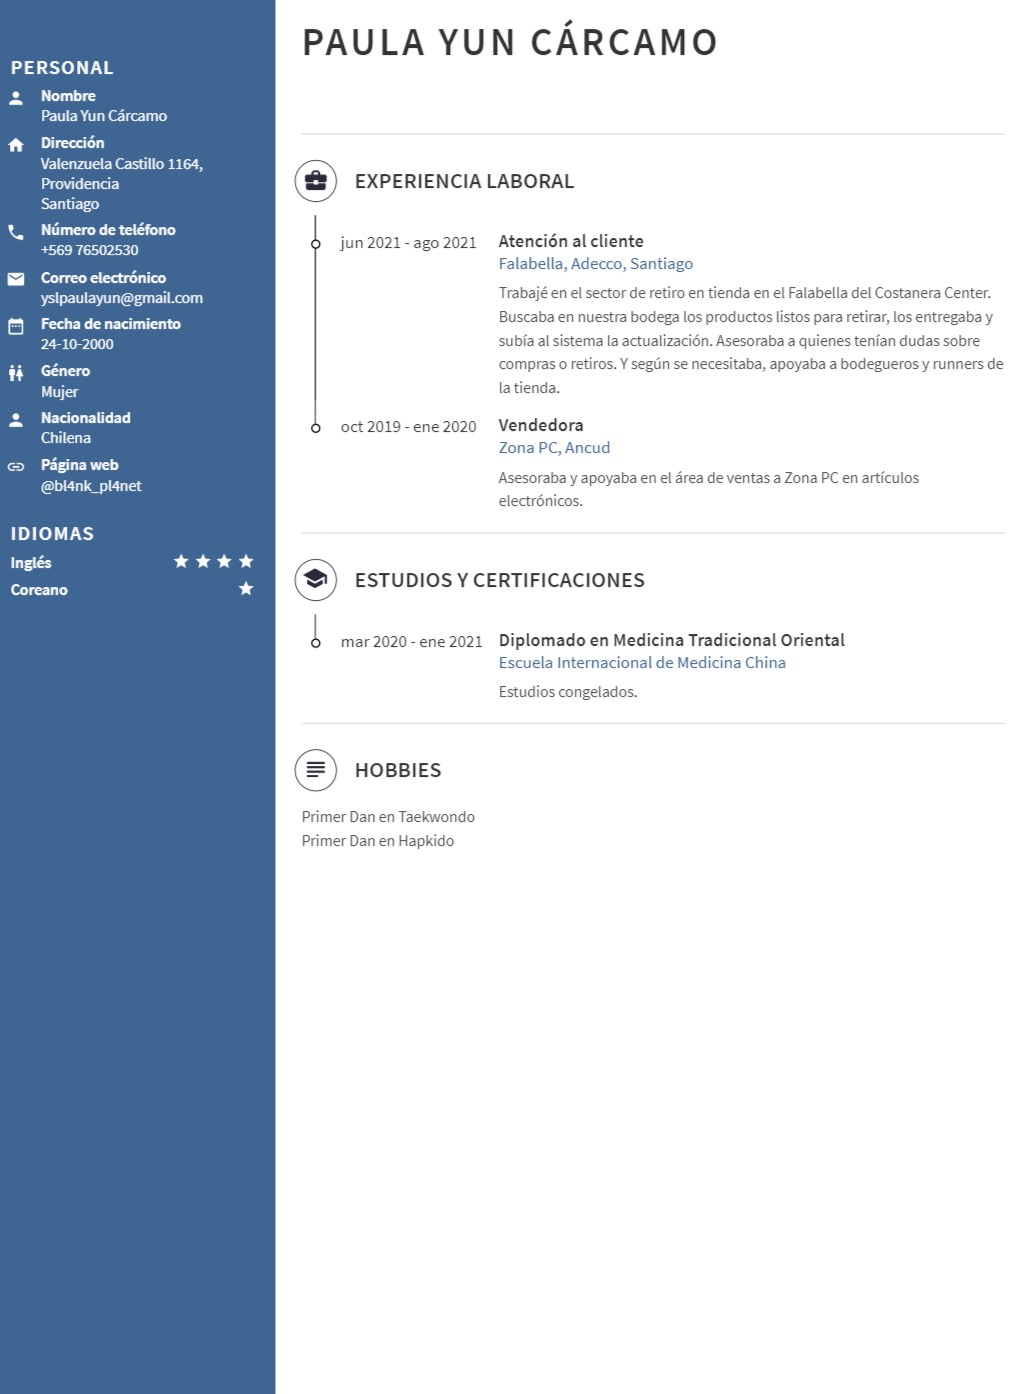 PAULA YUN CÁRCAMO
PERSONAL
Nombre
Paula Yun Cárcamo
Dirección
Valenzuela Castillo 1164,
Providencia
Santiago
Número de teléfono
+569 76502530
Correo electrónico
yslpaulayun@gmail.com
Fecha de nacimiento
24-10-2000
Género
Mujer
Nacionalidad
Chilena
Página web
@bl4nk_pl4net
IDIOMAS
Inglés
Coreano
EXPERIENCIA LABORAL
jun 2021 - ago 2021
Atención al cliente
Falabella, Adecco, Santiago
Trabajé en el sector de retiro en tienda en el Falabella del Costanera Center.
Buscaba en nuestra bodega los productos listos para retirar, los entregaba y
subía al sistema la actualización. Asesoraba a quienes tenían dudas sobre
compras o retiros. Y según se necesitaba, apoyaba a bodegueros y runners de
la tienda.
oct 2019 - ene 2020
Vendedora
Zona PC, Ancud
Asesoraba y apoyaba en el área de ventas a Zona PC en artículos
electrónicos.
ESTUDIOS Y CERTIFICACIONES
mar 2020 - ene 2021
Diplomado en Medicina Tradicional Oriental
Escuela Internacional de Medicina China
Estudios congelados.
HOBBIES
Primer Dan en Taekwondo
Primer Dan en Hapkido